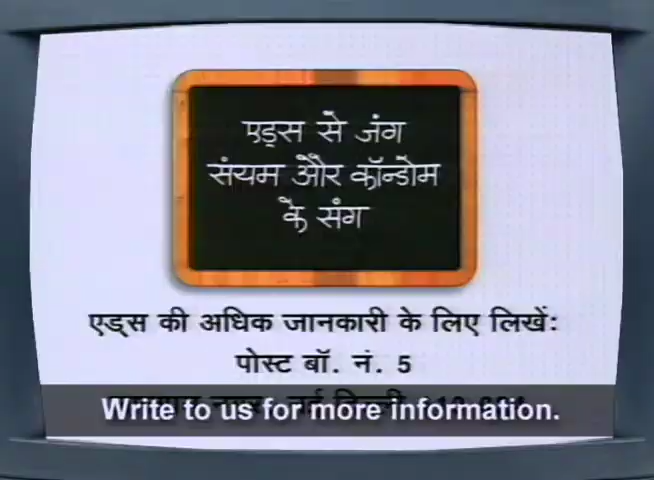 एड्स से जंग
संयम और कॉन्डोम
के संग
एड्स की अधिक जानकारी के लिए लिखें:
पोस्ट बॉ. नं. 5
Write to us for more information.